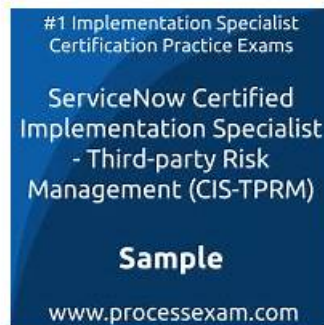 #1 Implementation Specialist
Certification Practice Exams
ServiceNow Certified
Implementation Specialist
- Third-party Risk
Management (CIS-TPRM)
Sample
www.processexam.com